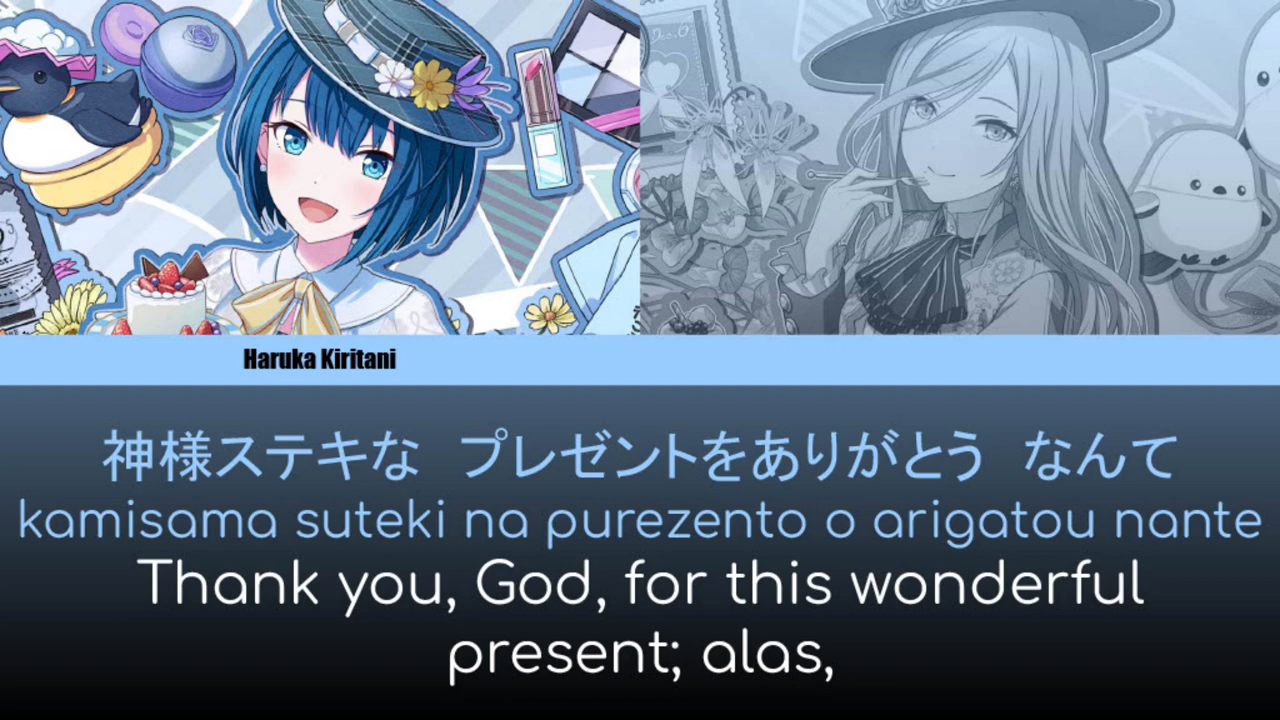 Haruka Kiritani
神様ステキな　プレゼントをありがとう　なんて
kamisama suteki na purezento o arigatou nante
Thank you, God, for this wonderful
present; alas,